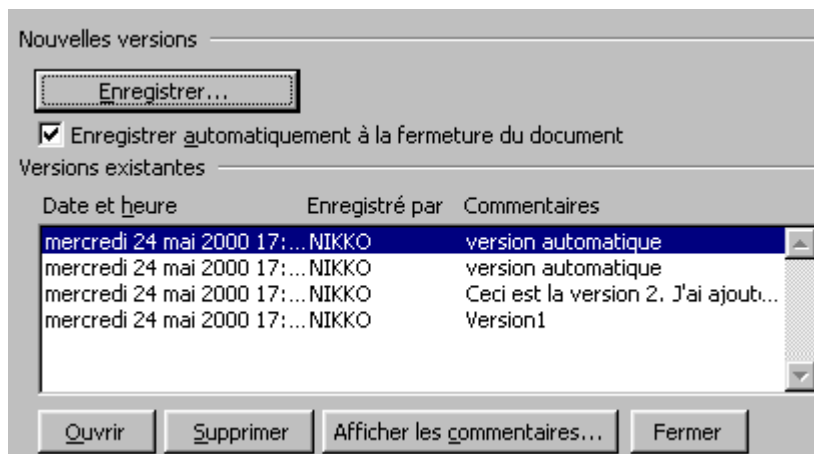 Nouvelles versions
Enregistrer...
Enregistrer automatiquement à la fermeture du document
Versions existantes
Date et heure Enregistré par Commentaires
mercredi 24 mai 2000 17:... NIKKO version automatique
mercredi 24 mai 2000 17:... NIKKO version automatique
mercredi 24 mai 2000 17:... NIKKO Ceci est la version 2. J'ai ajout...
mercredi 24 mai 2000 17:... NIKKO Version1
Ouvrir Supprimer Afficher les commentaires... Fermer